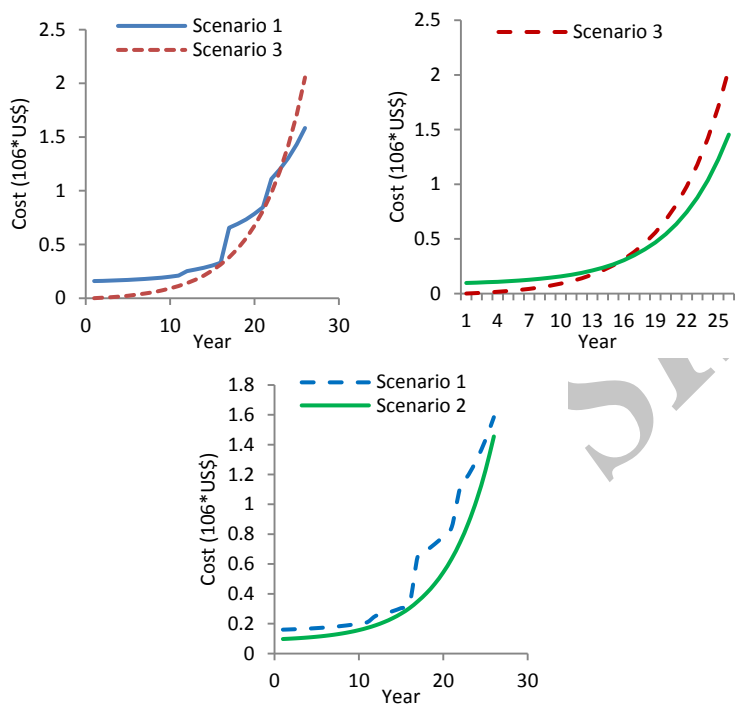 Scenario 1
Scenario 3
Cost (106*US$)
2.5
2
1.5
1
0.5
0
0 10 20 30
Year
Scenario 3
Cost (106*US$)
2.5
2
1.5
1
0.5
0
1 4 7 10 13 16 19 22 25
Year
Scenario 1
Scenario 2
Cost (106*US$)
1.8
1.6
1.4
1.2
1
0.8
0.6
0.4
0.2
0
0 10 20 30
Year